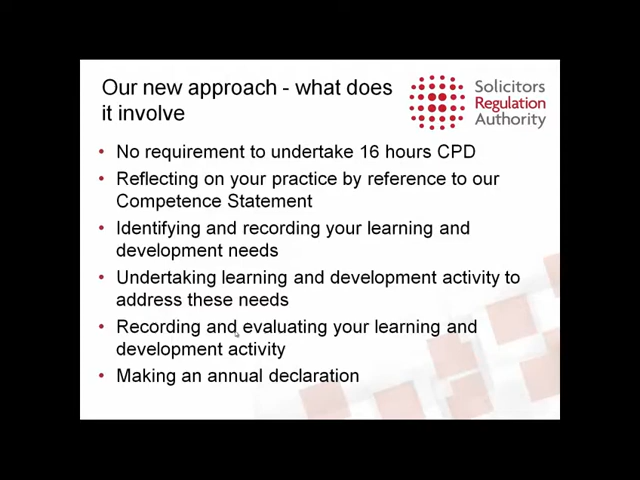 Our new approach - what does
it involve
Solicitors
Regulation
Authority
• No requirement to undertake 16 hours CPD
• Reflecting on your practice by reference to our
Competence Statement
• Identifying and recording your learning and
development needs
• Undertaking learning and development activity to
address these needs
• Recording and evaluating your learning and
development activity
• Making an annual declaration